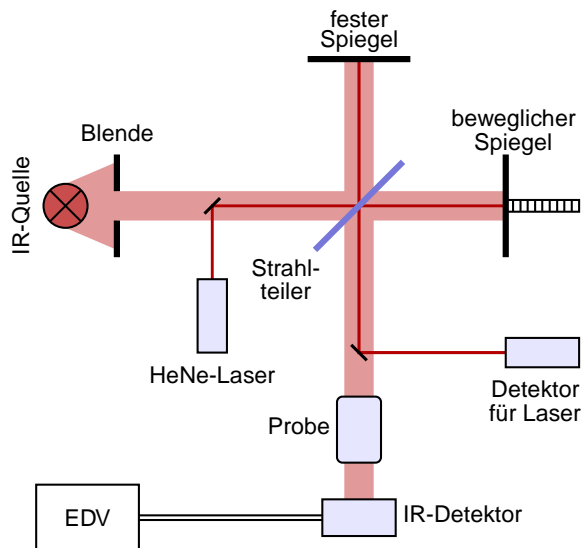 fester
Spiegel
Blende
beweglicher
Spiegel
IR-Quelle
Strahl-
teiler
HeNe-Laser
Detektor
für Laser
Probe
EDV
IR-Detektor